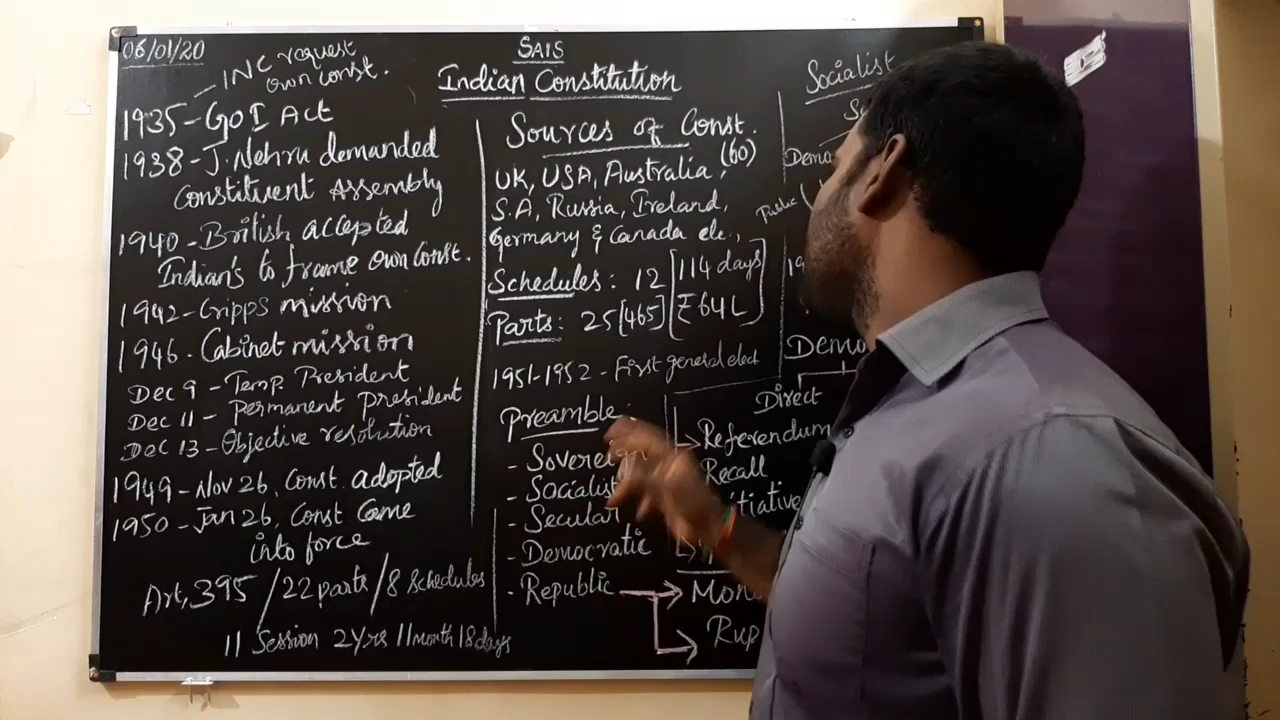 06/01/20
INC request
own const.
1935 - GoI Act
1938 - J. Nehru demanded
Constituent Assembly
1940 - British accepted
Indian's to frame own Const.
1942 - Cripps mission
1946. Cabinet mission
Dec 9 - Temp. President
Dec 11 - Permanent president
Dec 13 - Objective resolution
1949 - Nov 26, Const. adopted
1950 - Jan 26, Const Came
into force
Art, 395 / 22 parts / 8 schedules
11 Session 2 Yrs 11 month 18 days
SAIS
Indian Constitution
Sources of Const.
UK, USA, Australia, (60)
S.A, Russia, Ireland,
Germany & Canada etc.,
Schedules : 12 [114 days]
Parts : 25 [465] [₹64L]
1951-1952 - First general elect
Preamble :
- Sovereign
- Socialist
- Secular
- Democratic
- Republic
Socialist
Public
Direct
Referendum
Recall